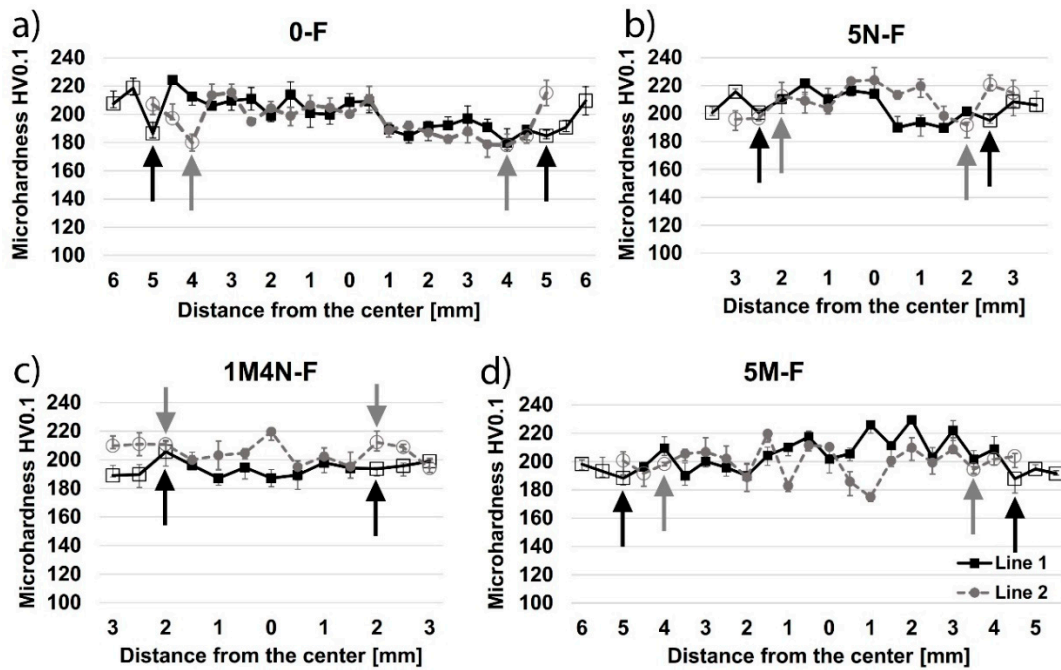 a)
0-F
Microhardness HV0.1
240
220
200
180
160
140
120
100
6 5 4 3 2 1 0 1 2 3 4 5 6
Distance from the center [mm]
b)
5N-F
Microhardness HV0.1
240
220
200
180
160
140
120
100
3 2 1 0 1 2 3
Distance from the center [mm]
c)
1M4N-F
Microhardness HV0.1
240
220
200
180
160
140
120
100
3 2 1 0 1 2 3
Distance from the center [mm]
d)
5M-F
Microhardness HV0.1
240
220
200
180
160
140
120
100
Line 1
Line 2
6 5 4 3 2 1 0 1 2 3 4 5
Distance from the center [mm]